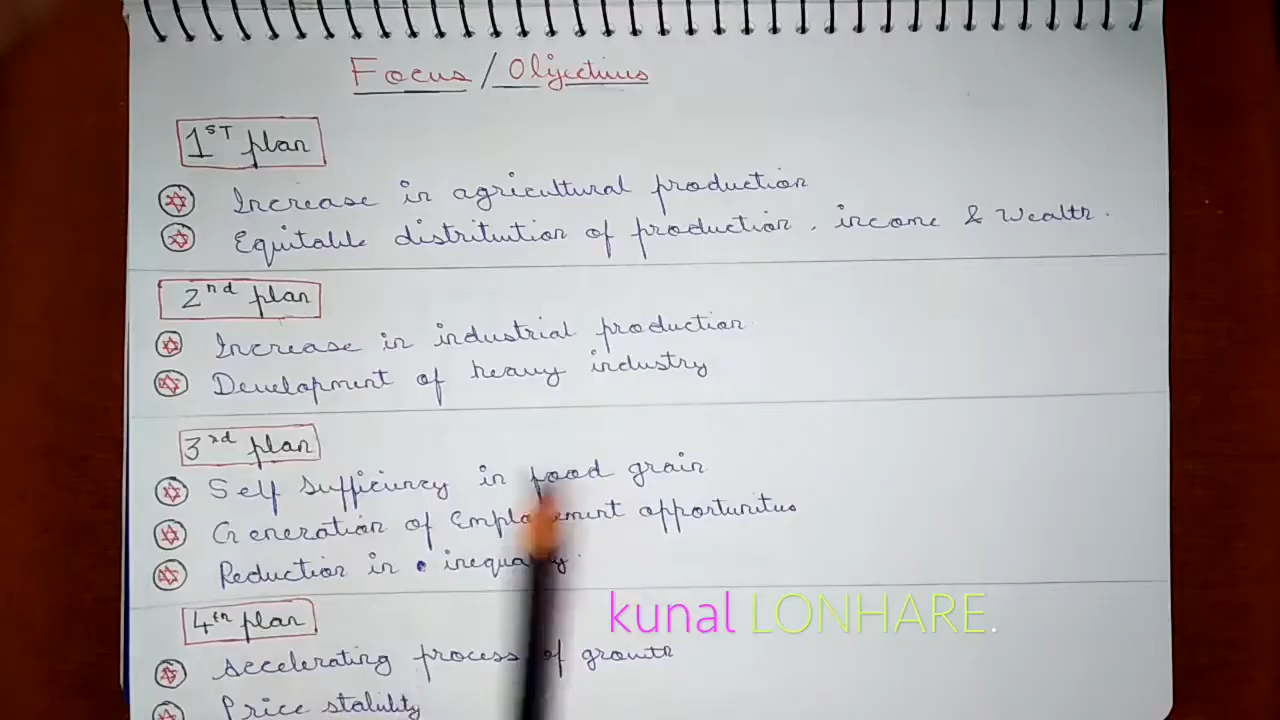 Focus / Objectives
1ST plan
Increase in agricultural production
Equitable distribution of production, income & wealth.
2nd plan
Increase in industrial production
Development of heavy industry
3rd plan
Self sufficiency in food grain
Generation of Employment opportunities
Reduction in inequality.
kunal LONHARE.
4th plan
Accelerating process of growth
Price stability